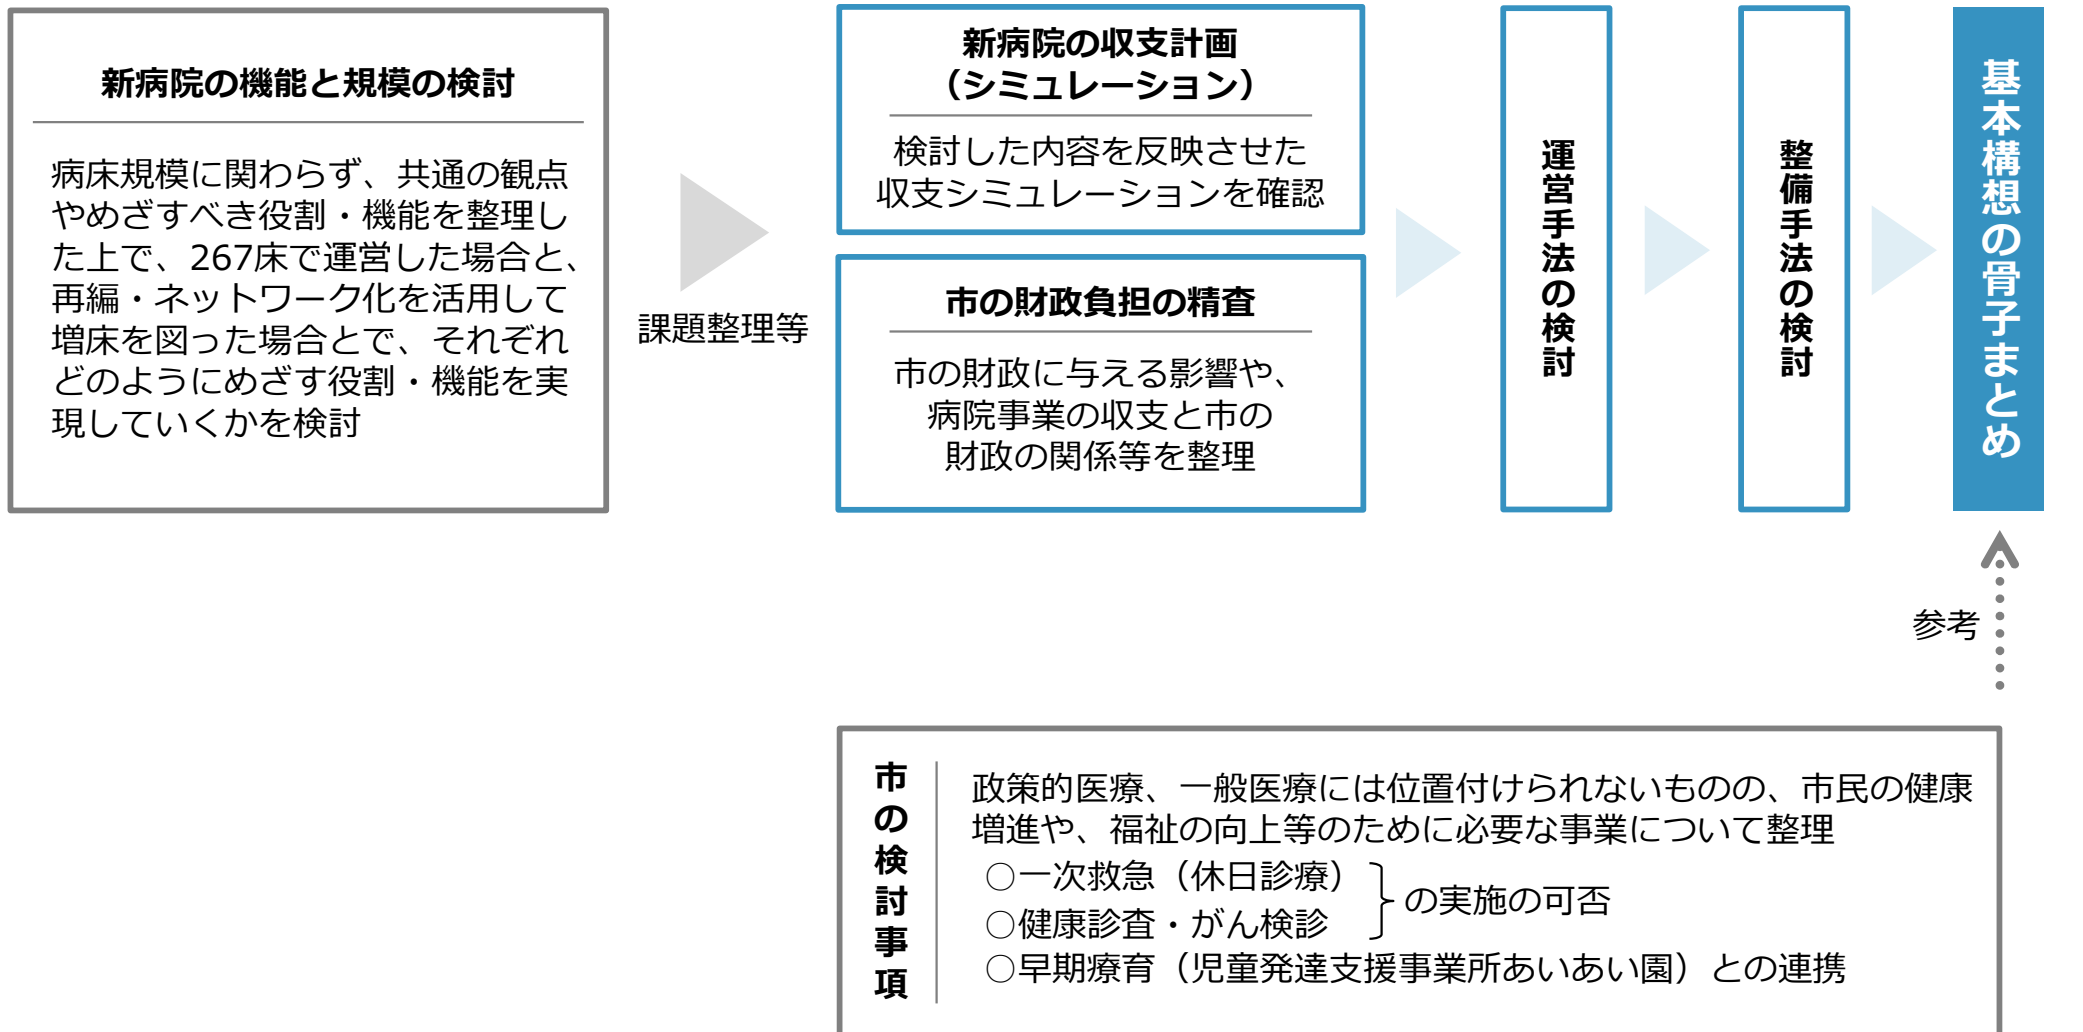 新病院の機能と規模の検討
病床規模に関わらず、共通の観点
やめざすべき役割・機能を整理し
た上で、267床で運営した場合と、
再編・ネットワーク化を活用して
増床を図った場合とで、それぞれ
どのようにめざす役割・機能を実
現していくかを検討
課題整理等
新病院の収支計画
（シミュレーション）
検討した内容を反映させた
収支シミュレーションを確認
市の財政負担の精査
市の財政に与える影響や、
病院事業の収支と市の
財政の関係等を整理
運営手法の検討
整備手法の検討
基本構想の骨子まとめ
参考
市の検討事項
政策的医療、一般医療には位置付けられないものの、市民の健康
増進や、福祉の向上等のために必要な事業について整理
○一次救急（休日診療）
○健康診査・がん検診
の実施の可否
○早期療育（児童発達支援事業所あいあい園）との連携